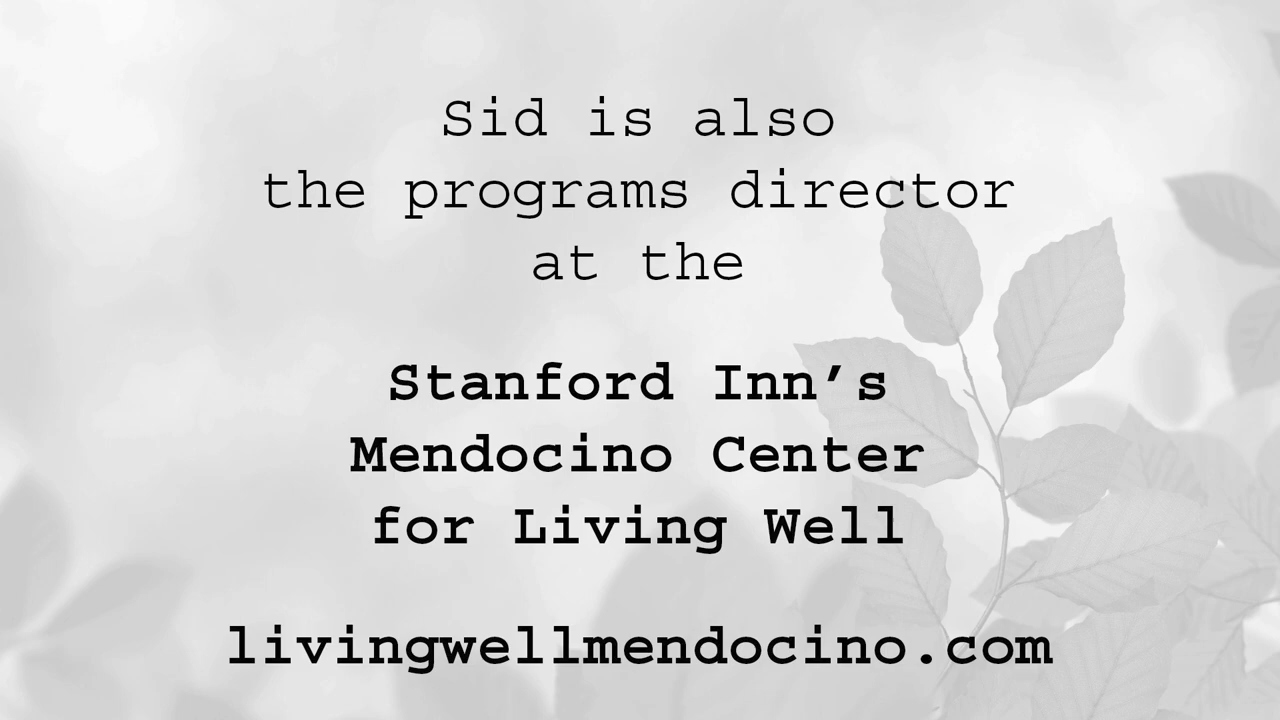 Sid is also
the programs director
at the
Stanford Inn’s
Mendocino Center
for Living Well
livingwellmendocino.com